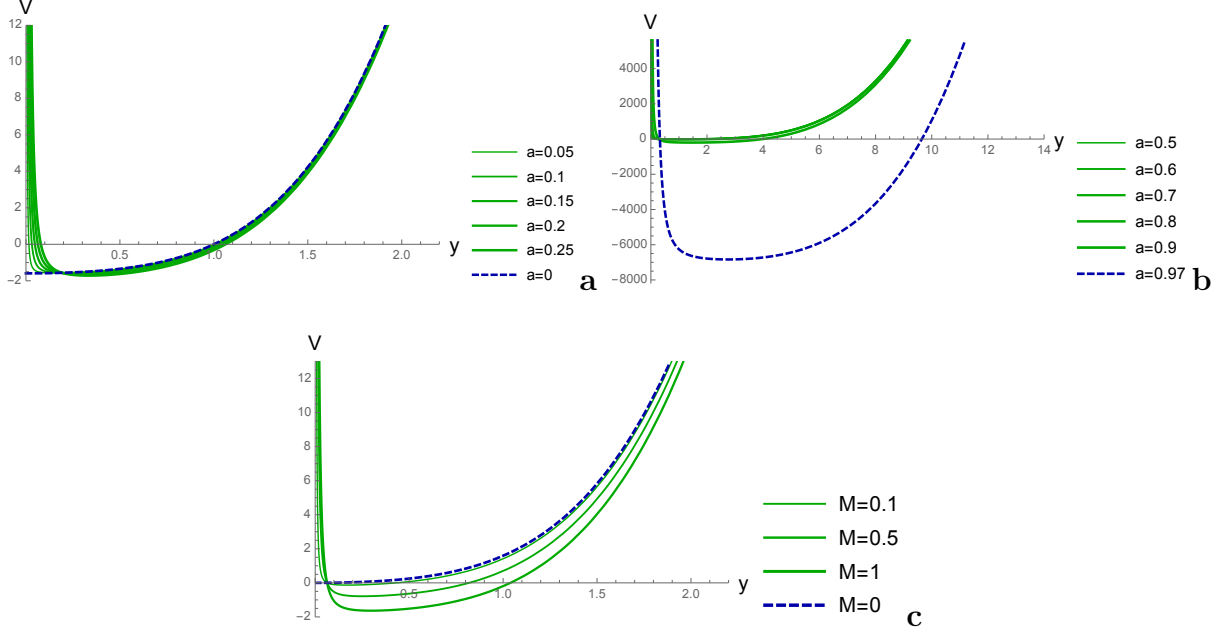 V
12
10
8
6
4
2
0
−2
0.5
1.0
1.5
2.0
y
a=0.05
a=0.1
a=0.15
a=0.2
a=0.25
a=0
a
V
4000
2000
0
−2000
−4000
−6000
−8000
2
4
6
8
10
12
14
y
a=0.5
a=0.6
a=0.7
a=0.8
a=0.9
a=0.97
b
V
12
10
8
6
4
2
0
−2
0.5
1.0
1.5
2.0
y
M=0.1
M=0.5
M=1
M=0
c